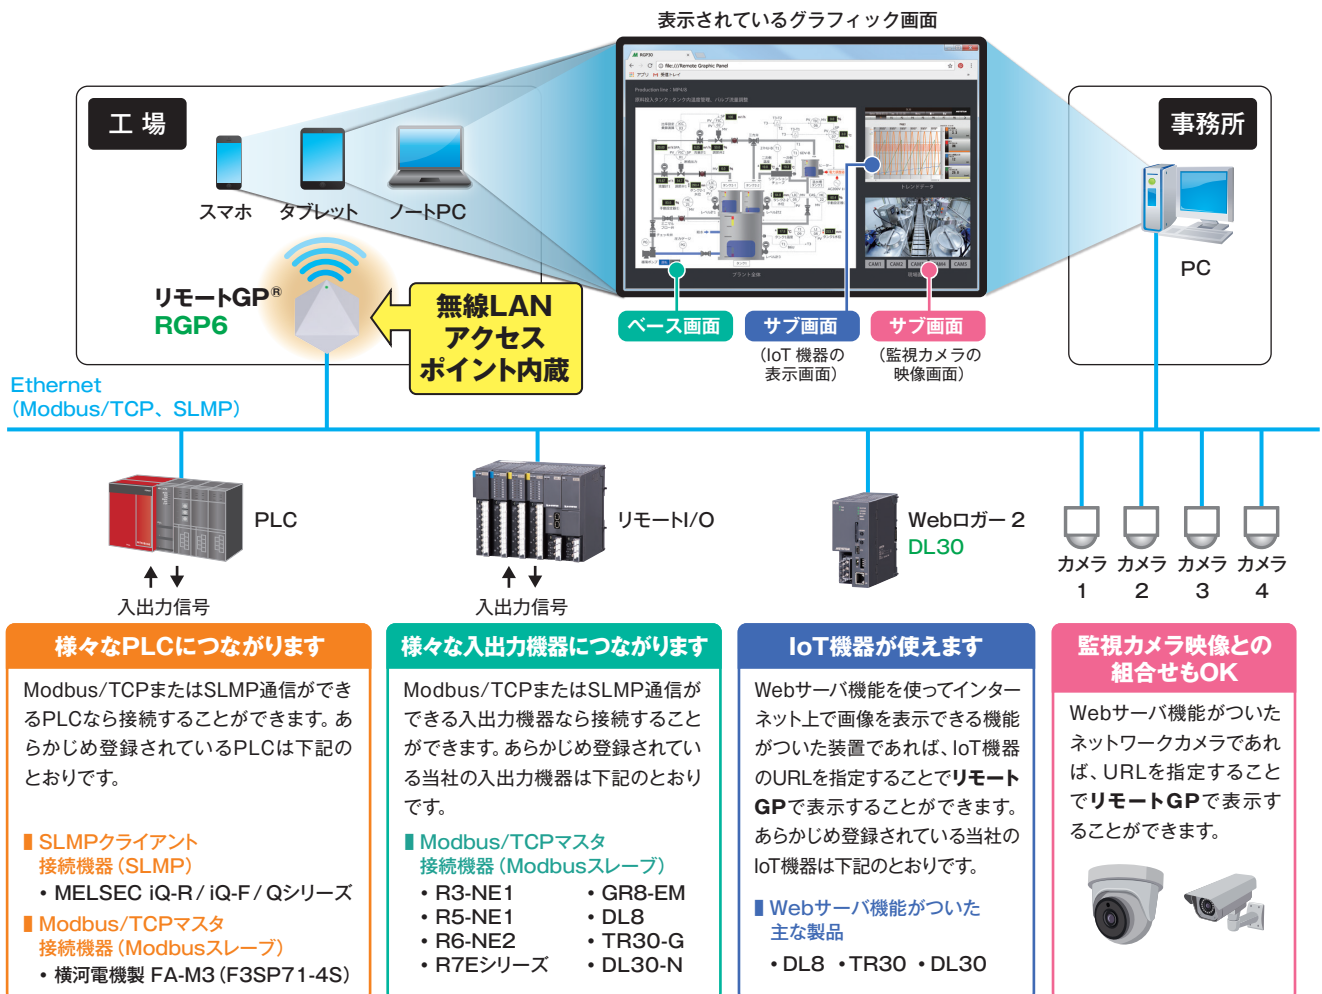 表示されているグラフィック画面
工 場
スマホ
タブレット
ノートPC
リモートGP®
RGP6
無線LAN
アクセス
ポイント内蔵
RGP30
アプリ
受信トレイ
Production line : MP4/6
トレンドデータ
CAM1
CAM2
CAM5
プラント全体
ベース画面
サブ画面
(IoT 機器の
表示画面)
サブ画面
(監視カメラの
映像画面)
事務所
PC
Ethernet
(Modbus/TCP、SLMP)
PLC
入出力信号
リモートI/O
入出力信号
Webロガー 2
DL30
カメラ
1
カメラ
2
カメラ
3
カメラ
4
様々なPLCにつながります
Modbus/TCPまたはSLMP通信ができ
るPLCなら接続することができます。あ
らかじめ登録されているPLCは下記の
とおりです。
SLMPクライアント
接続機器(SLMP)
・MELSEC iQ-R / iQ-F / Qシリーズ
Modbus/TCPマスタ
接続機器(Modbusスレーブ)
・横河電機製 FA-M3(F3SP71-4S)
様々な入出力機器につながります
Modbus/TCPまたはSLMP通信が
できる入出力機器なら接続すること
ができます。あらかじめ登録されてい
る当社の入出力機器は下記のとおり
です。
Modbus/TCPマスタ
接続機器(Modbusスレーブ)
・R3-NE1
・R5-NE1
・R6-NE2
・R7Eシリーズ
・GR8-EM
・DL8
・TR30-G
・DL30-N
IoT機器が使えます
Webサーバ機能を使ってインター
ネット上で画像を表示できる機能
がついた装置であれば、IoT機器
のURLを指定することでリモート
GPで表示することができます。
あらかじめ登録されている当社の
IoT機器は下記のとおりです。
Webサーバ機能がついた
主な製品
・DL8 ・TR30 ・DL30
監視カメラ映像との
組合せもOK
Webサーバ機能がついた
ネットワークカメラであれ
ば、URLを指定すること
でリモートGPで表示す
ることができます。